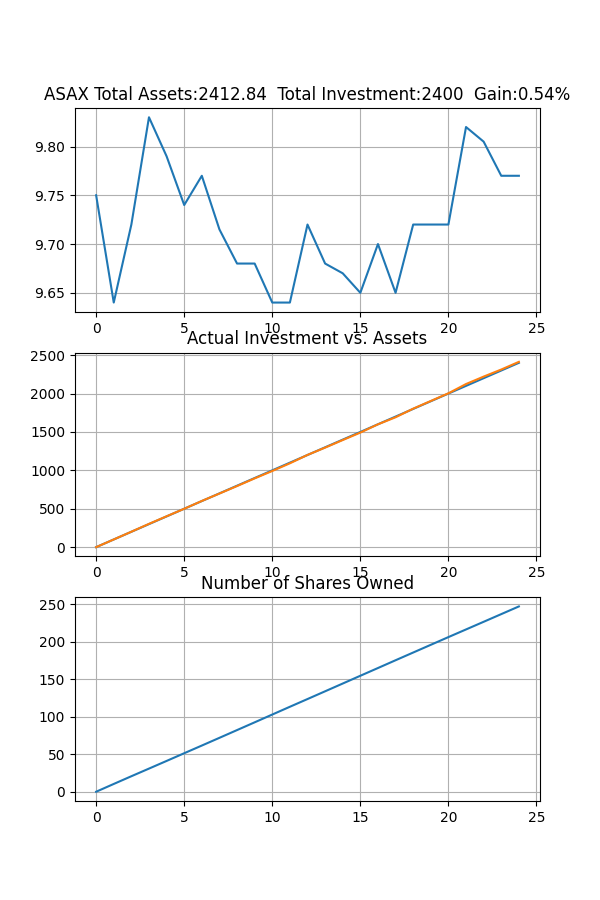 ASAX Total Assets:2412.84  Total Investment:2400  Gain:0.54%
9.80
9.75
9.70
9.65
0 5 10 15 20 25
Actual Investment vs. Assets
2500
2000
1500
1000
500
0
0 5 10 15 20 25
Number of Shares Owned
250
200
150
100
50
0
0 5 10 15 20 25